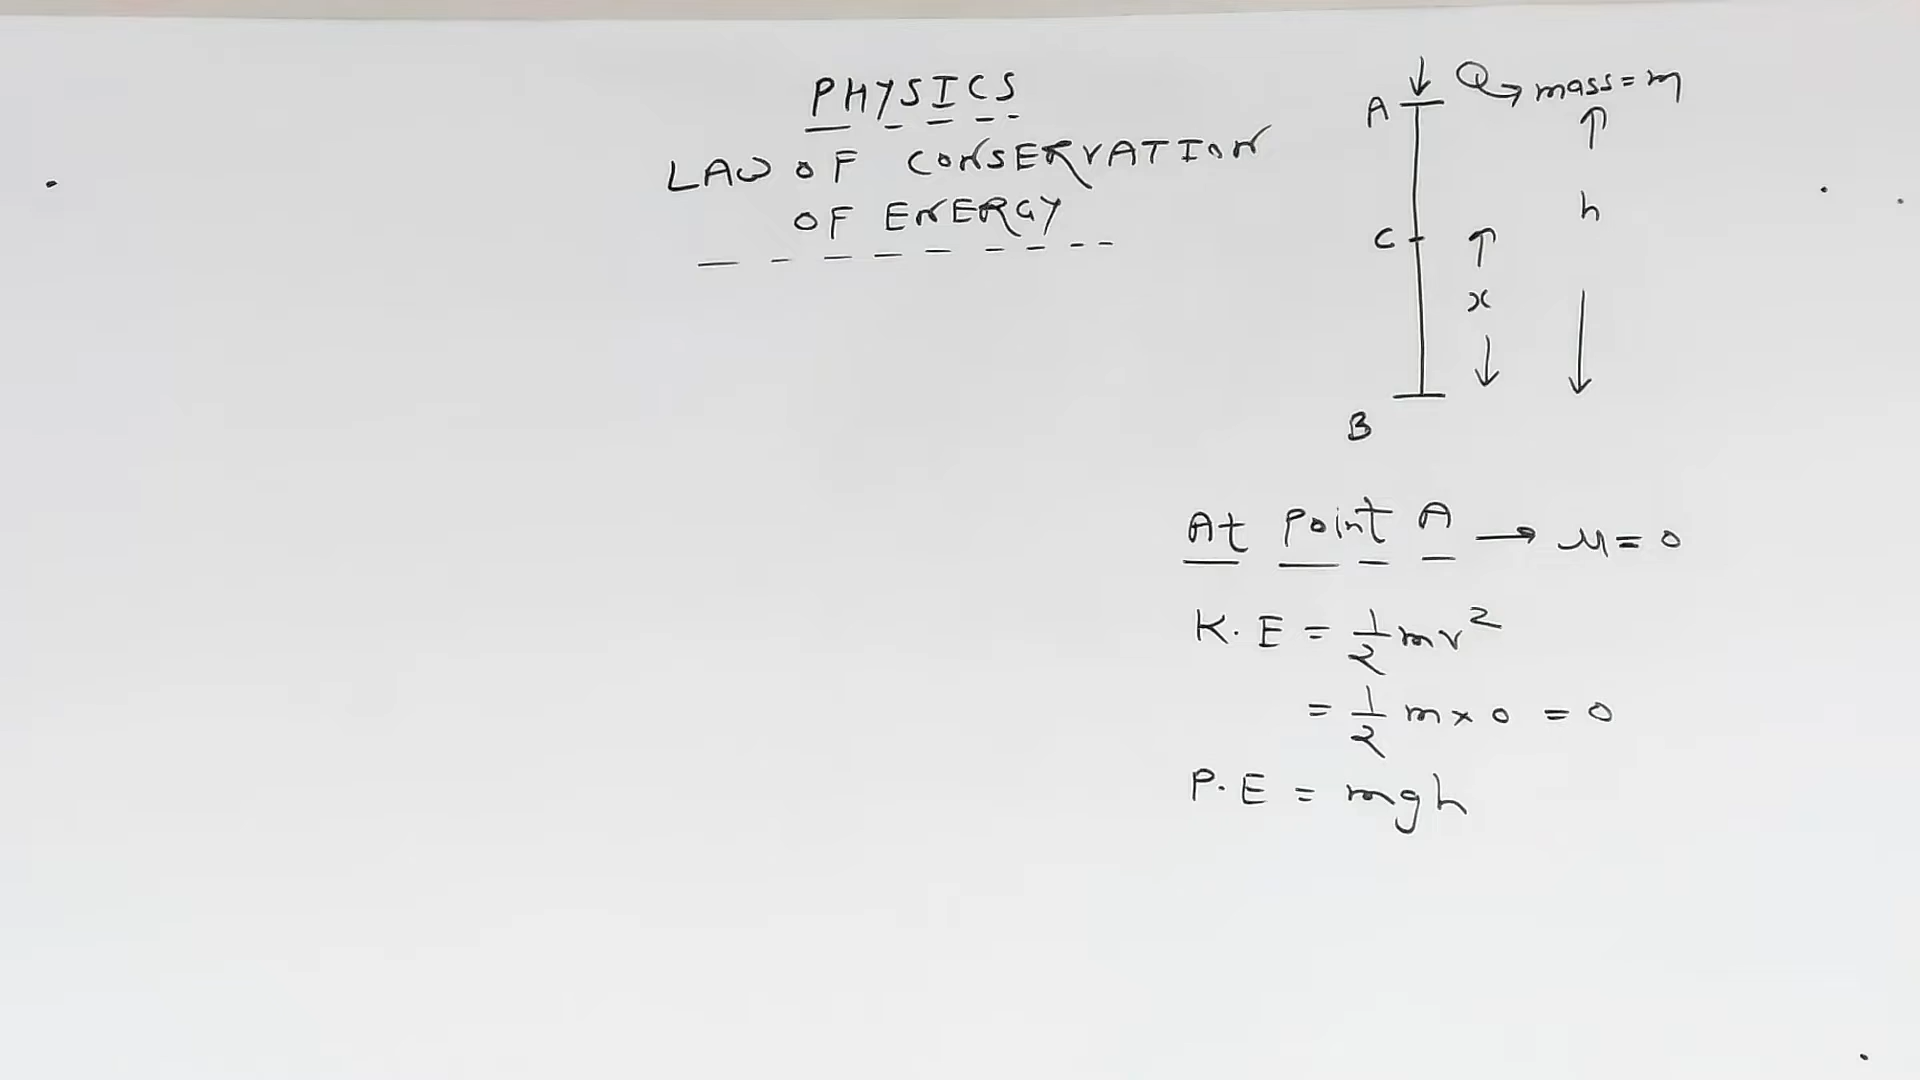 PHYSICS
LAW OF CONSERVATION
OF ENERGY
A
mass = m
h
C
x
B
At Point A → u = 0
K.E = 1/2 mv²
= 1/2 m × 0 = 0
P.E = mgh